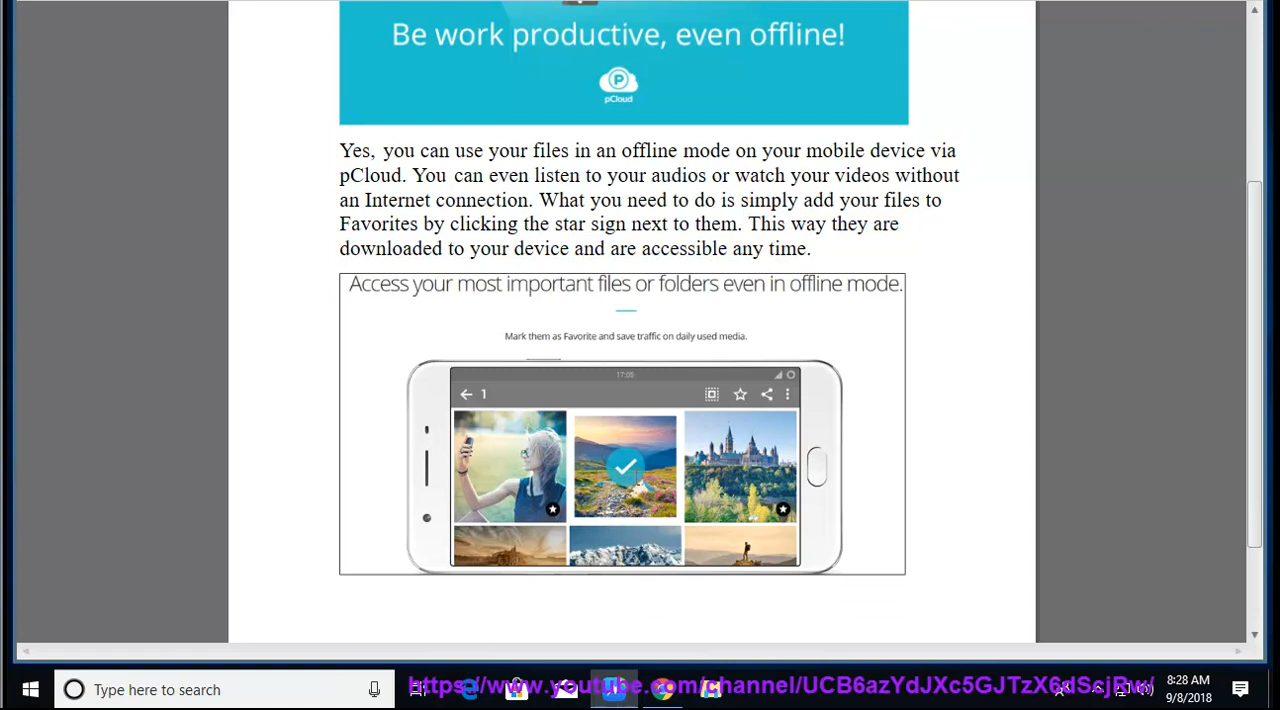 Be work productive, even offline!
P
pCloud
Yes, you can use your files in an offline mode on your mobile device via
pCloud. You can even listen to your audios or watch your videos without
an Internet connection. What you need to do is simply add your files to
Favorites by clicking the star sign next to them. This way they are
downloaded to your device and are accessible any time.
Access your most important files or folders even in offline mode.
Mark them as Favorite and save traffic on daily used media.
17:05
1
Type here to search
https://www.youtube.com/channel/UCB6azYdJXc5GJTzX6dScjRw/
8:28 AM
9/8/2018